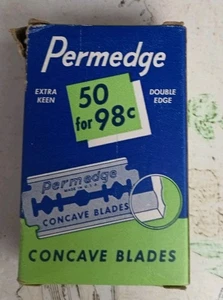 Permedge
EXTRA
KEEN
50
for 98c
DOUBLE
EDGE
Permedge
CONCAVE BLADES
CONCAVE BLADES